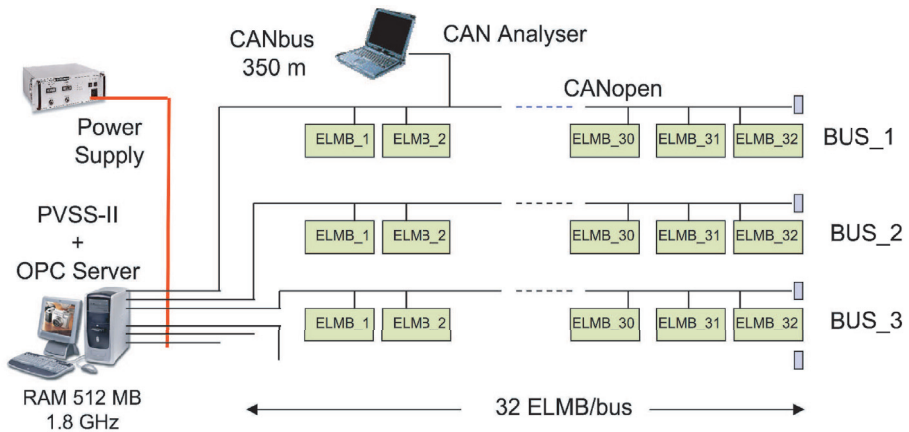 CANbus
350 m
CAN Analyser
CANopen
Power
Supply
ELMB_1 ELMB_2 ELMB_30 ELMB_31 ELMB_32
BUS_1
PVSS-II
+
OPC Server
ELMB_1 ELMB_2 ELMB_30 ELMB_31 ELMB_32
BUS_2
ELMB_1 ELMB_2 ELMB_30 ELMB_31 ELMB_32
BUS_3
RAM 512 MB
1.8 GHz
32 ELMB/bus